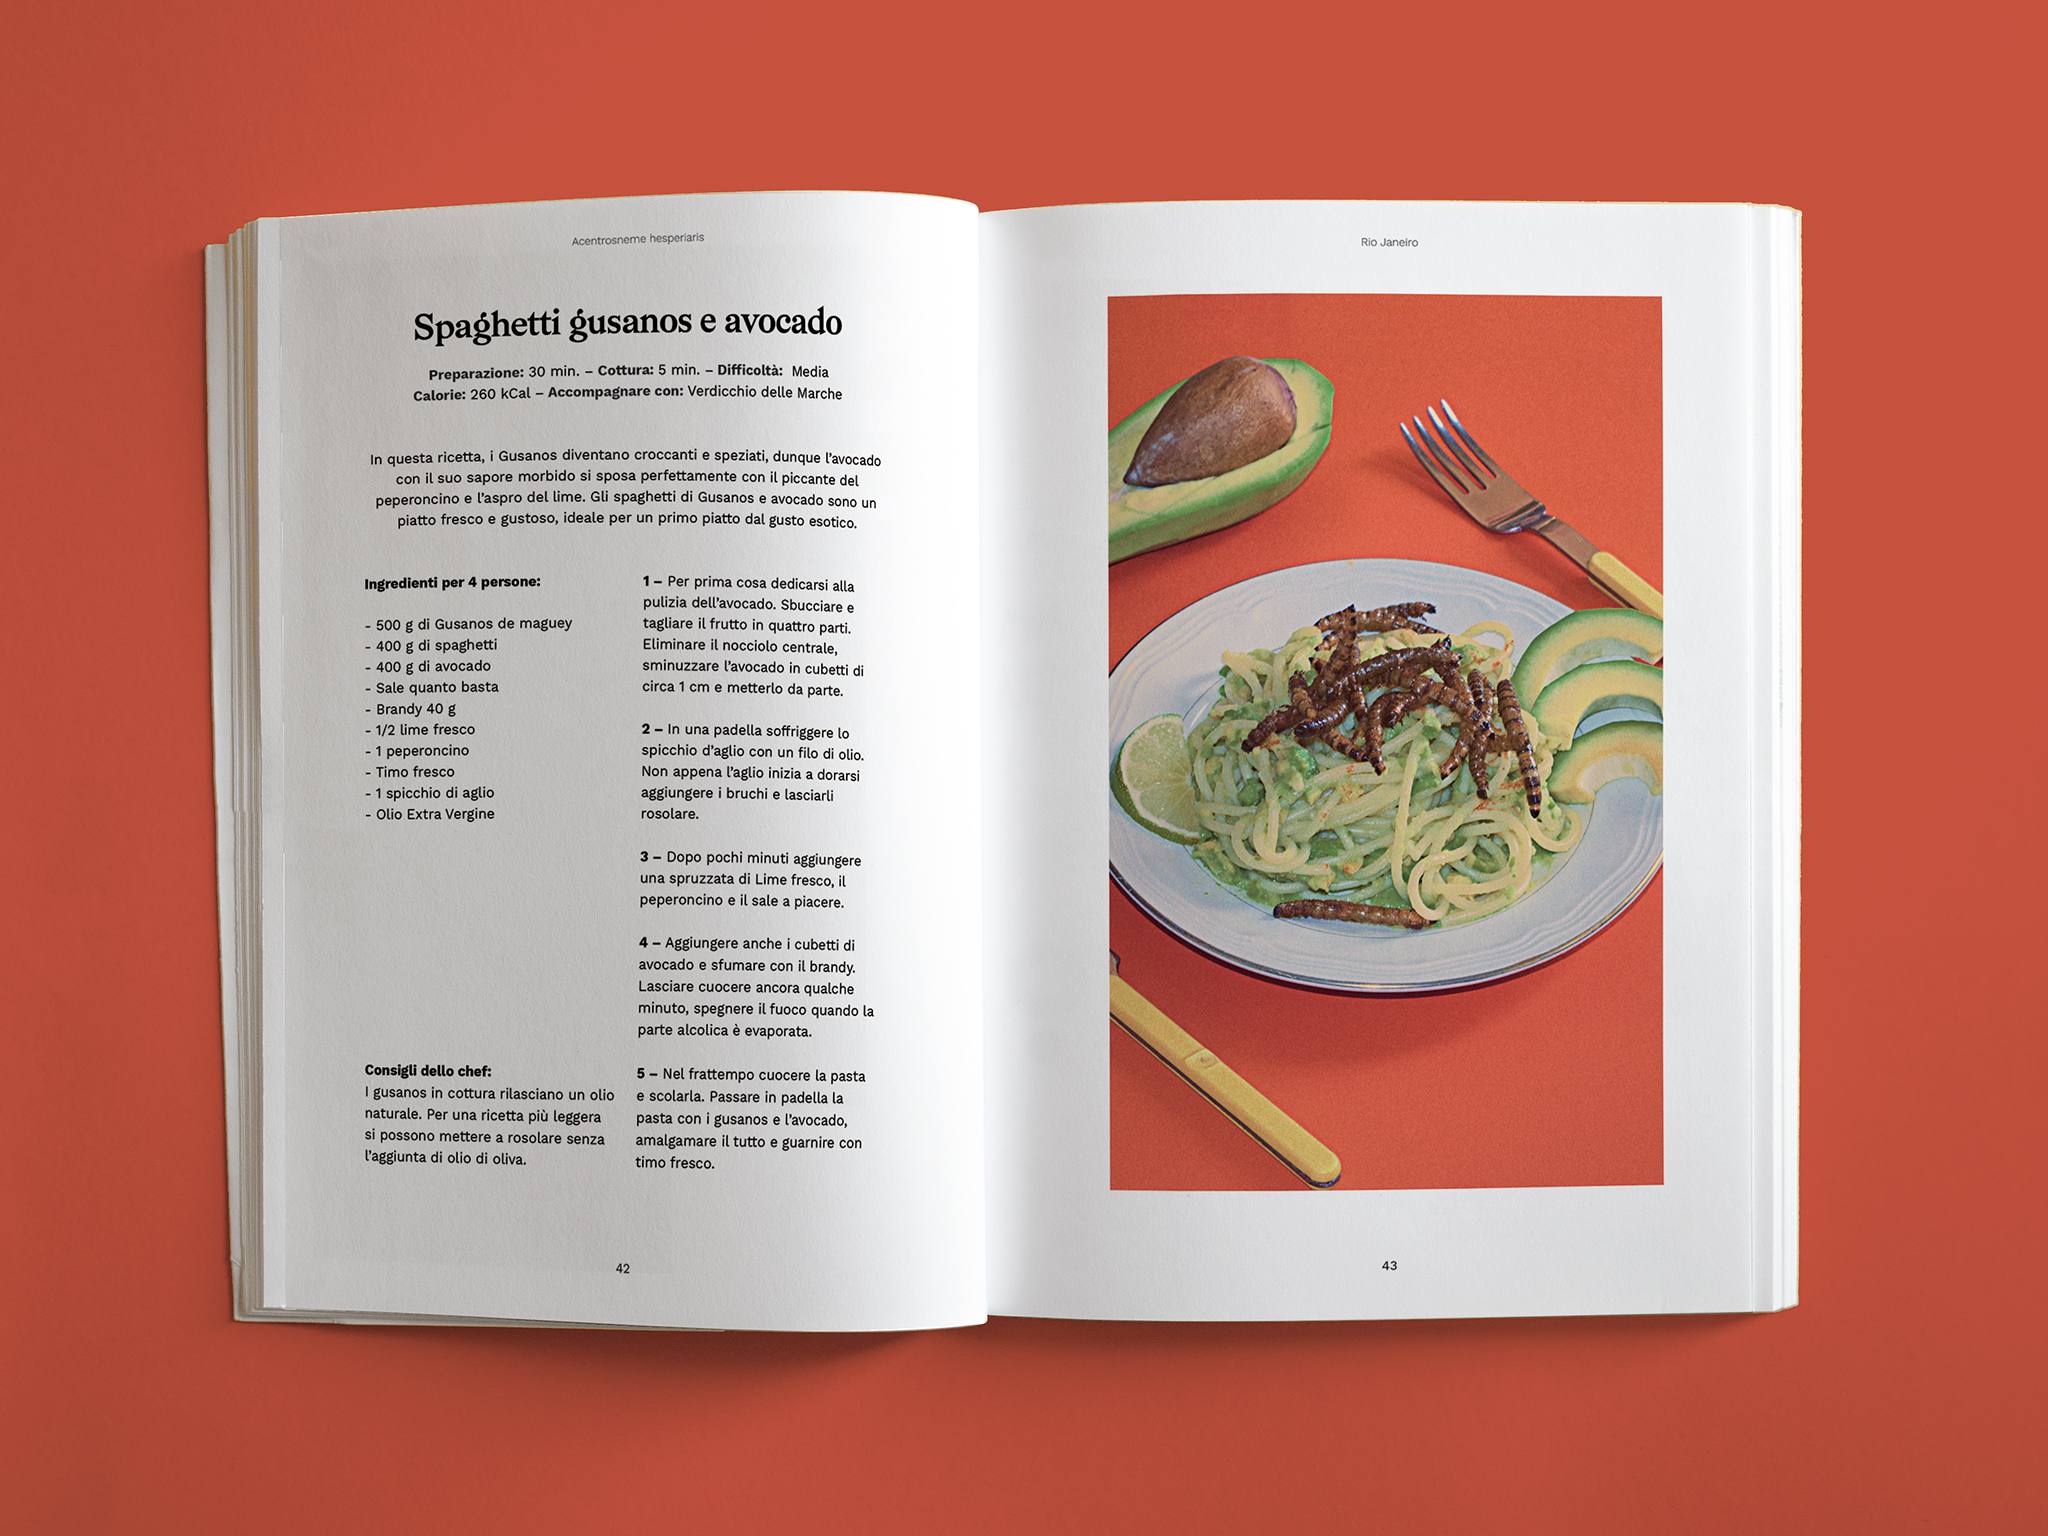 Acentrosneme hesperiaris
Spaghetti gusanos e avocado
Preparazione: 30 min. – Cottura: 5 min. – Difficoltà: Media
Calorie: 260 kCal – Accompagnare con: Verdicchio delle Marche
In questa ricetta, i Gusanos diventano croccanti e speziati, dunque l'avocado
con il suo sapore morbido si sposa perfettamente con il piccante del
peperoncino e l'aspro del lime. Gli spaghetti di Gusanos e avocado sono un
piatto fresco e gustoso, ideale per un primo piatto dal gusto esotico.
Ingredienti per 4 persone:
- 500 g di Gusanos de maguey
- 400 g di spaghetti
- 400 g di avocado
- Sale quanto basta
- Brandy 40 g
- 1/2 lime fresco
- 1 peperoncino
- Timo fresco
- 1 spicchio di aglio
- Olio Extra Vergine
Consigli dello chef:
I gusanos in cottura rilasciano un olio
naturale. Per una ricetta più leggera
si possono mettere a rosolare senza
l'aggiunta di olio di oliva.
1 – Per prima cosa dedicarsi alla
pulizia dell'avocado. Sbucciare e
tagliare il frutto in quattro parti.
Eliminare il nocciolo centrale,
sminuzzare l'avocado in cubetti di
circa 1 cm e metterlo da parte.
2 – In una padella soffriggere lo
spicchio d'aglio con un filo di olio.
Non appena l'aglio inizia a dorarsi
aggiungere i bruchi e lasciarli
rosolare.
3 – Dopo pochi minuti aggiungere
una spruzzata di Lime fresco, il
peperoncino e il sale a piacere.
4 – Aggiungere anche i cubetti di
avocado e sfumare con il brandy.
Lasciare cuocere ancora qualche
minuto, spegnere il fuoco quando la
parte alcolica è evaporata.
5 – Nel frattempo cuocere la pasta
e scolarla. Passare in padella la
pasta con i gusanos e l'avocado,
amalgamare il tutto e guarnire con
timo fresco.
42
Rio Janeiro
43